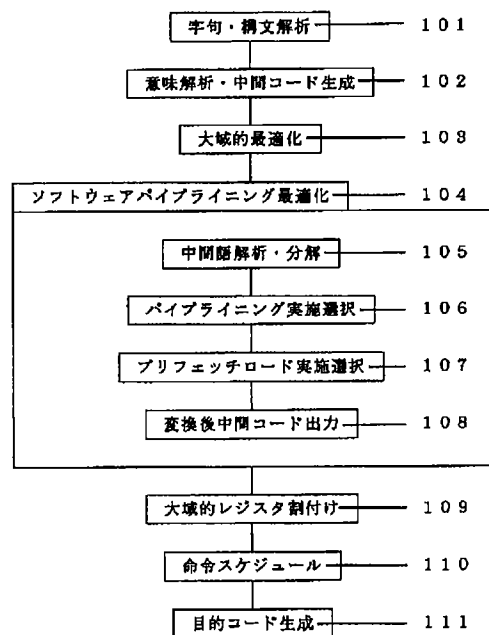 字句・構文解析 101
意味解析・中間コード生成 102
大域的最適化 103
ソフトウェアパイプライニング最適化 104
中間語解析・分解 105
パイプライニング実施選択 106
プリフェッチロード実施選択 107
変換後中間コード出力 108
大域的レジスタ割付け 109
命令スケジュール 110
目的コード生成 111